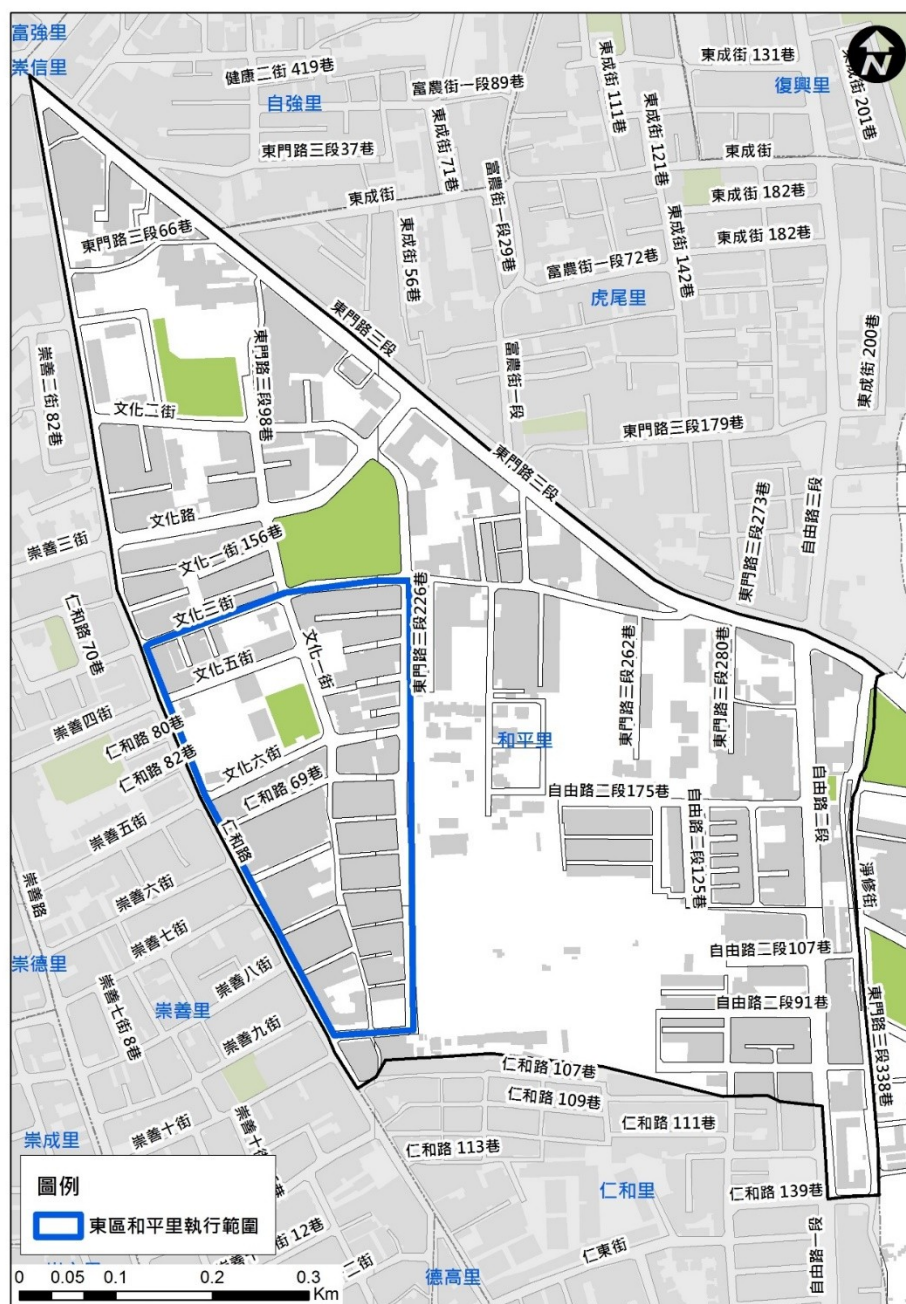 富強里
崇信里
健康二街 419巷
自強里
富農街一段89巷
東成街 111巷
東成街 131巷
復興里
東成街 201巷
N
東門路三段37巷
東成街 71巷
東成街 121巷
東成街
東成街
富農街一段29巷
東成街 182巷
東門路三段66巷
東成街 56巷
富農街一段72巷
東成街 142巷
東成街 182巷
虎尾里
東門路三段
崇善二街 82巷
東門路三段98巷
富農街一段
東成街 200巷
文化二街
東門路三段179巷
東門路三段
文化路
崇善三街
文化一街 156巷
東門路三段273巷
自由路三段
文化三街
東門路三段226巷
仁和路 70巷
文化五街
文化一街
東門路三段262巷
東門路三段280巷
崇善四街
仁和路 80巷
和平里
仁和路 82巷
文化六街
仁和路 69巷
自由路二段175巷
自由路二段
崇善五街
仁和路
自由路二段125巷
崇善路
崇善六街
淨修街
崇善七街
自由路二段107巷
崇德里
崇善八街
自由路二段91巷
崇善里
崇善七街 8巷
崇善九街
東門路三段338巷
仁和路 107巷
仁和路 109巷
崇成里
崇善十街
仁和路 111巷
仁和路 113巷
仁和里
仁和路 139巷
圖例
東區和平里執行範圍
仁東街
自由路一段
德高里
0 0.05 0.1 0.2 0.3
Km